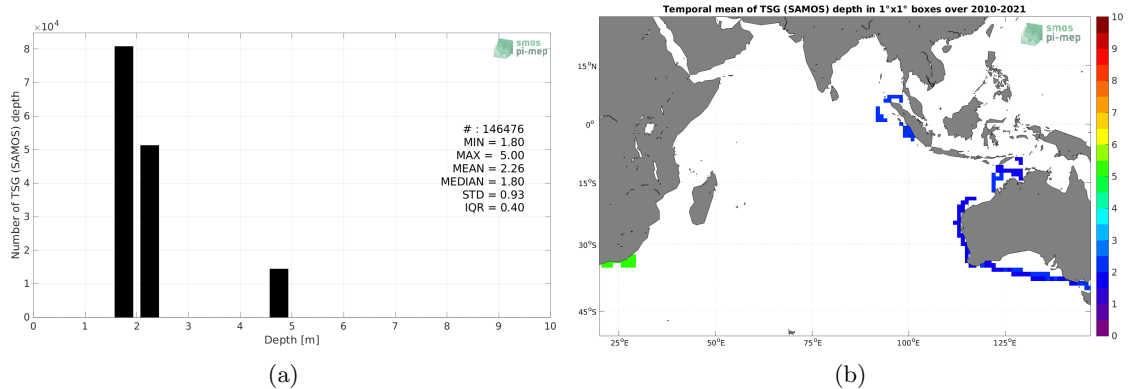 ×10⁴
8
7
6
5
4
3
2
1
0
Number of TSG (SAMOS) depth
smos
pi-mep
# : 146476
MIN = 1.80
MAX = 5.00
MEAN = 2.26
MEDIAN = 1.80
STD = 0.93
IQR = 0.40
0 1 2 3 4 5 6 7 8 9 10
Depth [m]
(a)
Temporal mean of TSG (SAMOS) depth in 1°x1° boxes over 2010-2021
smos
pi-mep
15°N
0°
15°S
30°S
45°S
25°E 50°E 75°E 100°E 125°E
10
9
8
7
6
5
4
3
2
1
0
(b)